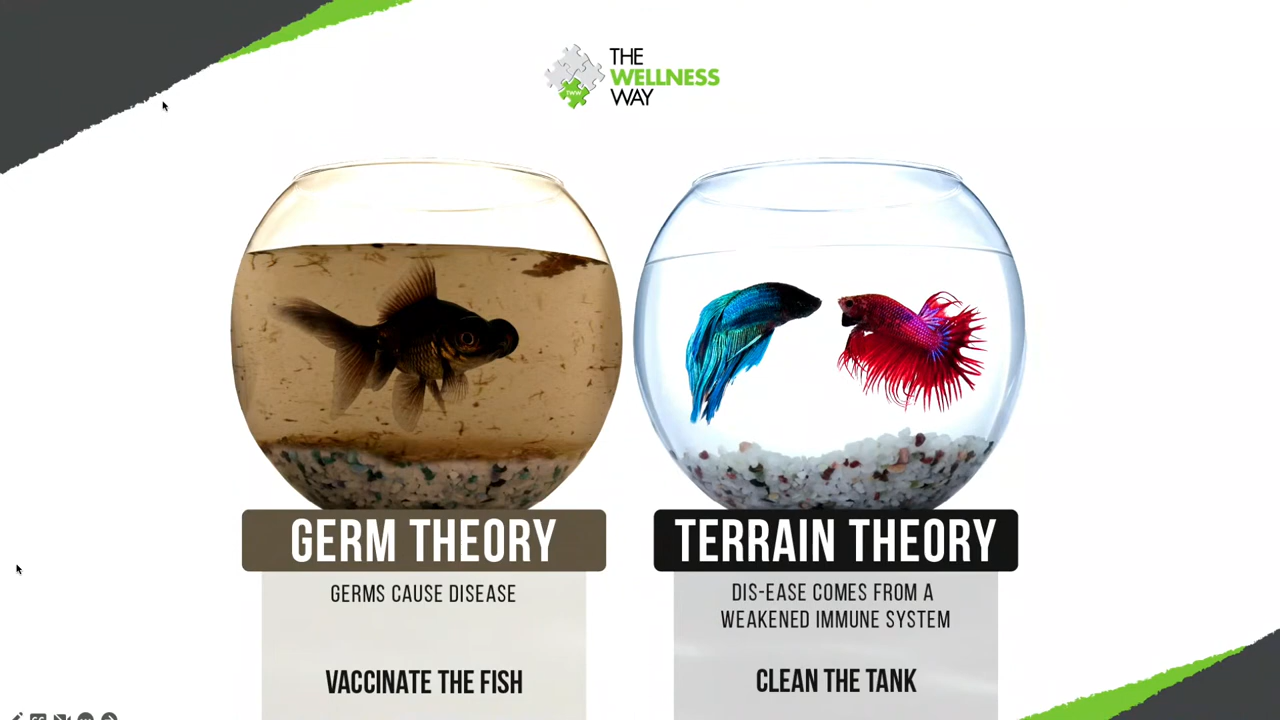 THE
WELLNESS
WAY
TWW
GERM THEORY
GERMS CAUSE DISEASE
VACCINATE THE FISH
TERRAIN THEORY
DIS-EASE COMES FROM A
WEAKENED IMMUNE SYSTEM
CLEAN THE TANK